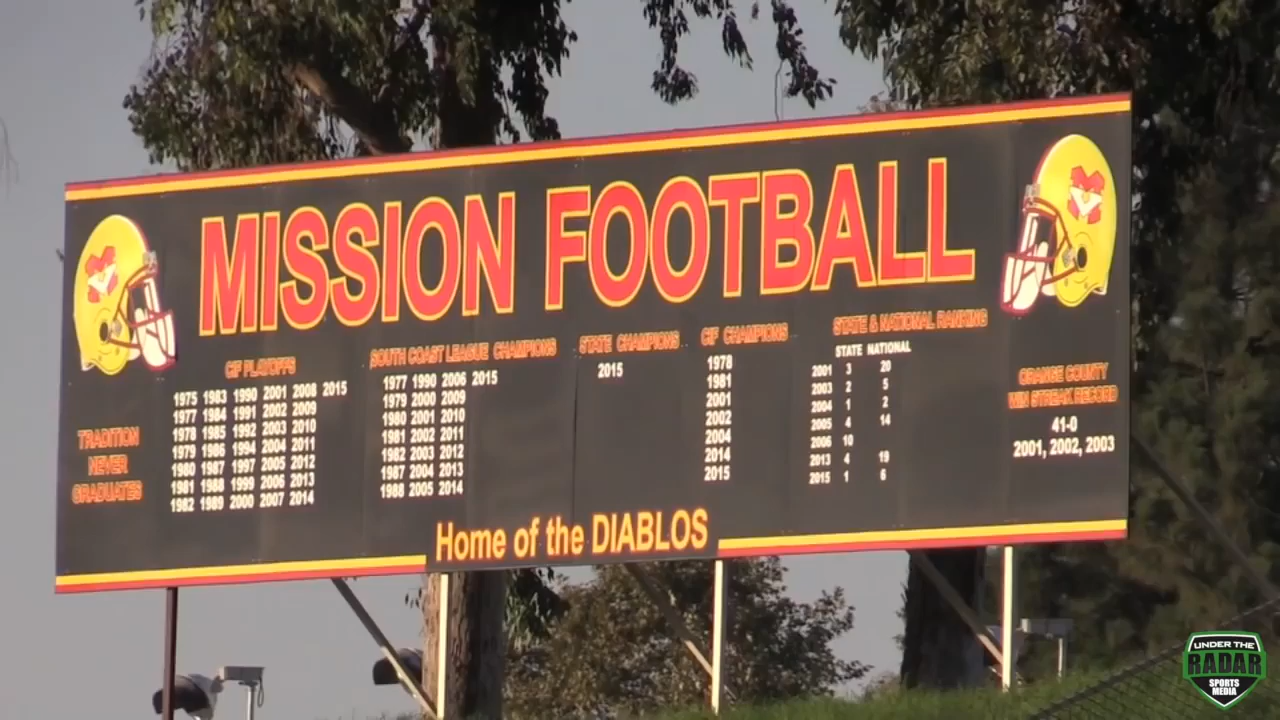 MISSION FOOTBALL
TRADITION
NEVER
GRADUATES
CIF PLAYOFFS
1975 1983 1990 2001 2008 2015
1977 1984 1991 2002 2009
1978 1985 1992 2003 2010
1979 1986 1994 2004 2011
1980 1987 1997 2005 2012
1981 1988 1999 2006 2013
1982 1989 2000 2007 2014
SOUTH COAST LEAGUE CHAMPIONS
1977 1990 2006 2015
1979 2000 2009
1980 2001 2010
1981 2002 2011
1982 2003 2012
1987 2004 2013
1988 2005 2014
STATE CHAMPIONS
2015
CIF CHAMPIONS
1978
1981
2001
2002
2004
2014
2015
STATE & NATIONAL RANKING
STATE NATIONAL
2001 3 20
2003 2 5
2004 1 2
2005 4 14
2006 10
2013 4 19
2015 1 6
ORANGE COUNTY
WIN STREAK RECORD
41-0
2001, 2002, 2003
Home of the DIABLOS
UNDER THE
RADAR
SPORTS
MEDIA